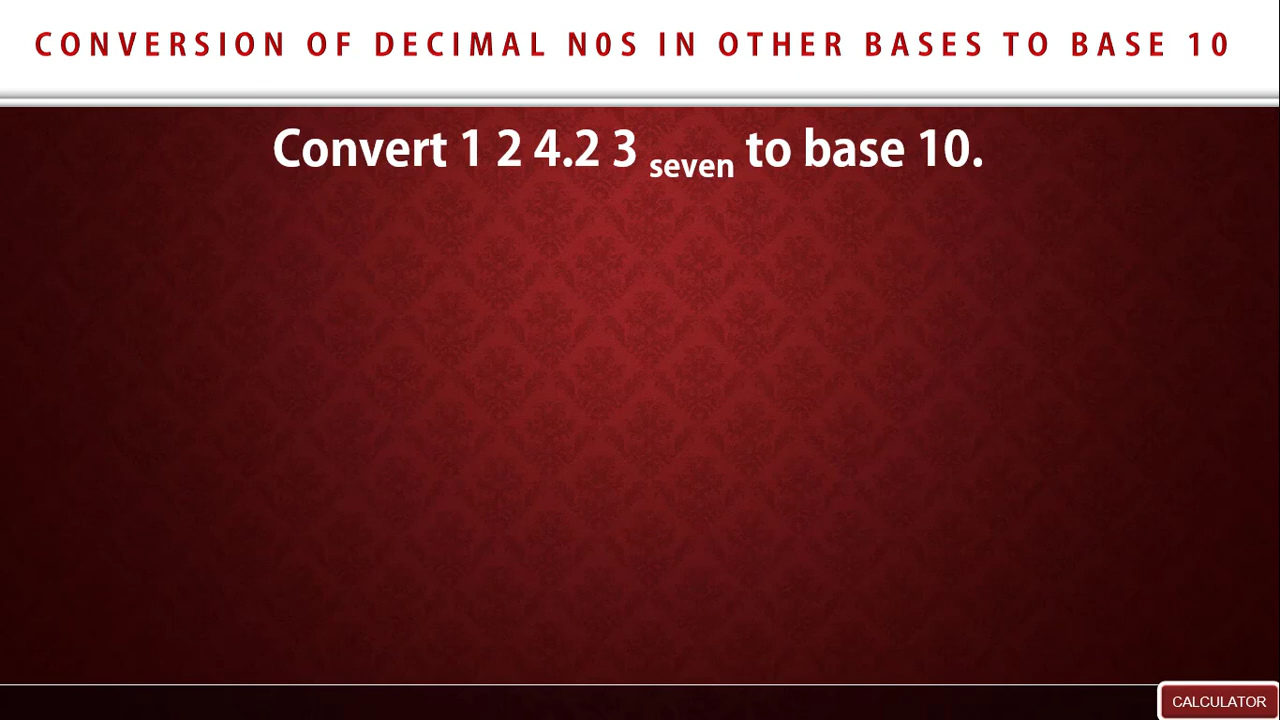 CONVERSION OF DECIMAL N0S IN OTHER BASES TO BASE 10
Convert 1 2 4.2 3 seven to base 10.
CALCULATOR